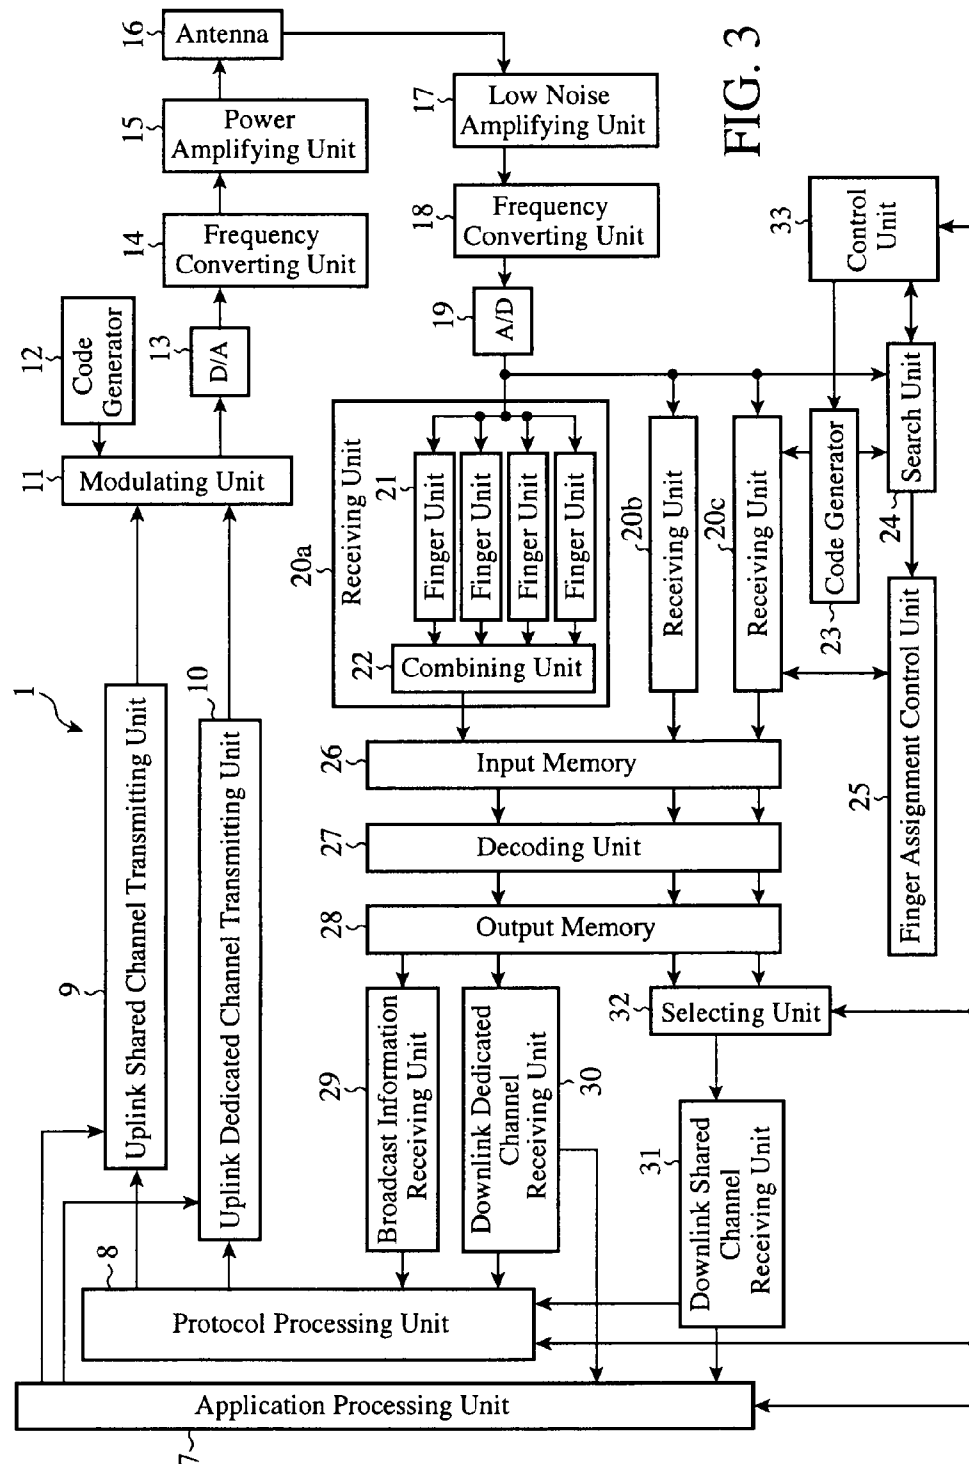 FIG. 3
1
16
Antenna
15
Power
Amplifying Unit
14
Frequency
Converting Unit
13
D/A
12
Code
Generator
11
Modulating Unit
17
Low Noise
Amplifying Unit
18
Frequency
Converting Unit
19
A/D
33
Control
Unit
20a
Receiving Unit
21
Finger Unit
Finger Unit
Finger Unit
Finger Unit
22
Combining Unit
20b
Receiving Unit
20c
Receiving Unit
23
Code Generator
24
Search Unit
25
Finger Assignment Control Unit
26
Input Memory
27
Decoding Unit
28
Output Memory
9
Uplink Shared Channel Transmitting Unit
10
Uplink Dedicated Channel Transmitting Unit
29
Broadcast Information
Receiving Unit
30
Downlink Dedicated
Channel
Receiving Unit
32
Selecting Unit
31
Downlink Shared
Channel
Receiving Unit
8
Protocol Processing Unit
7
Application Processing Unit